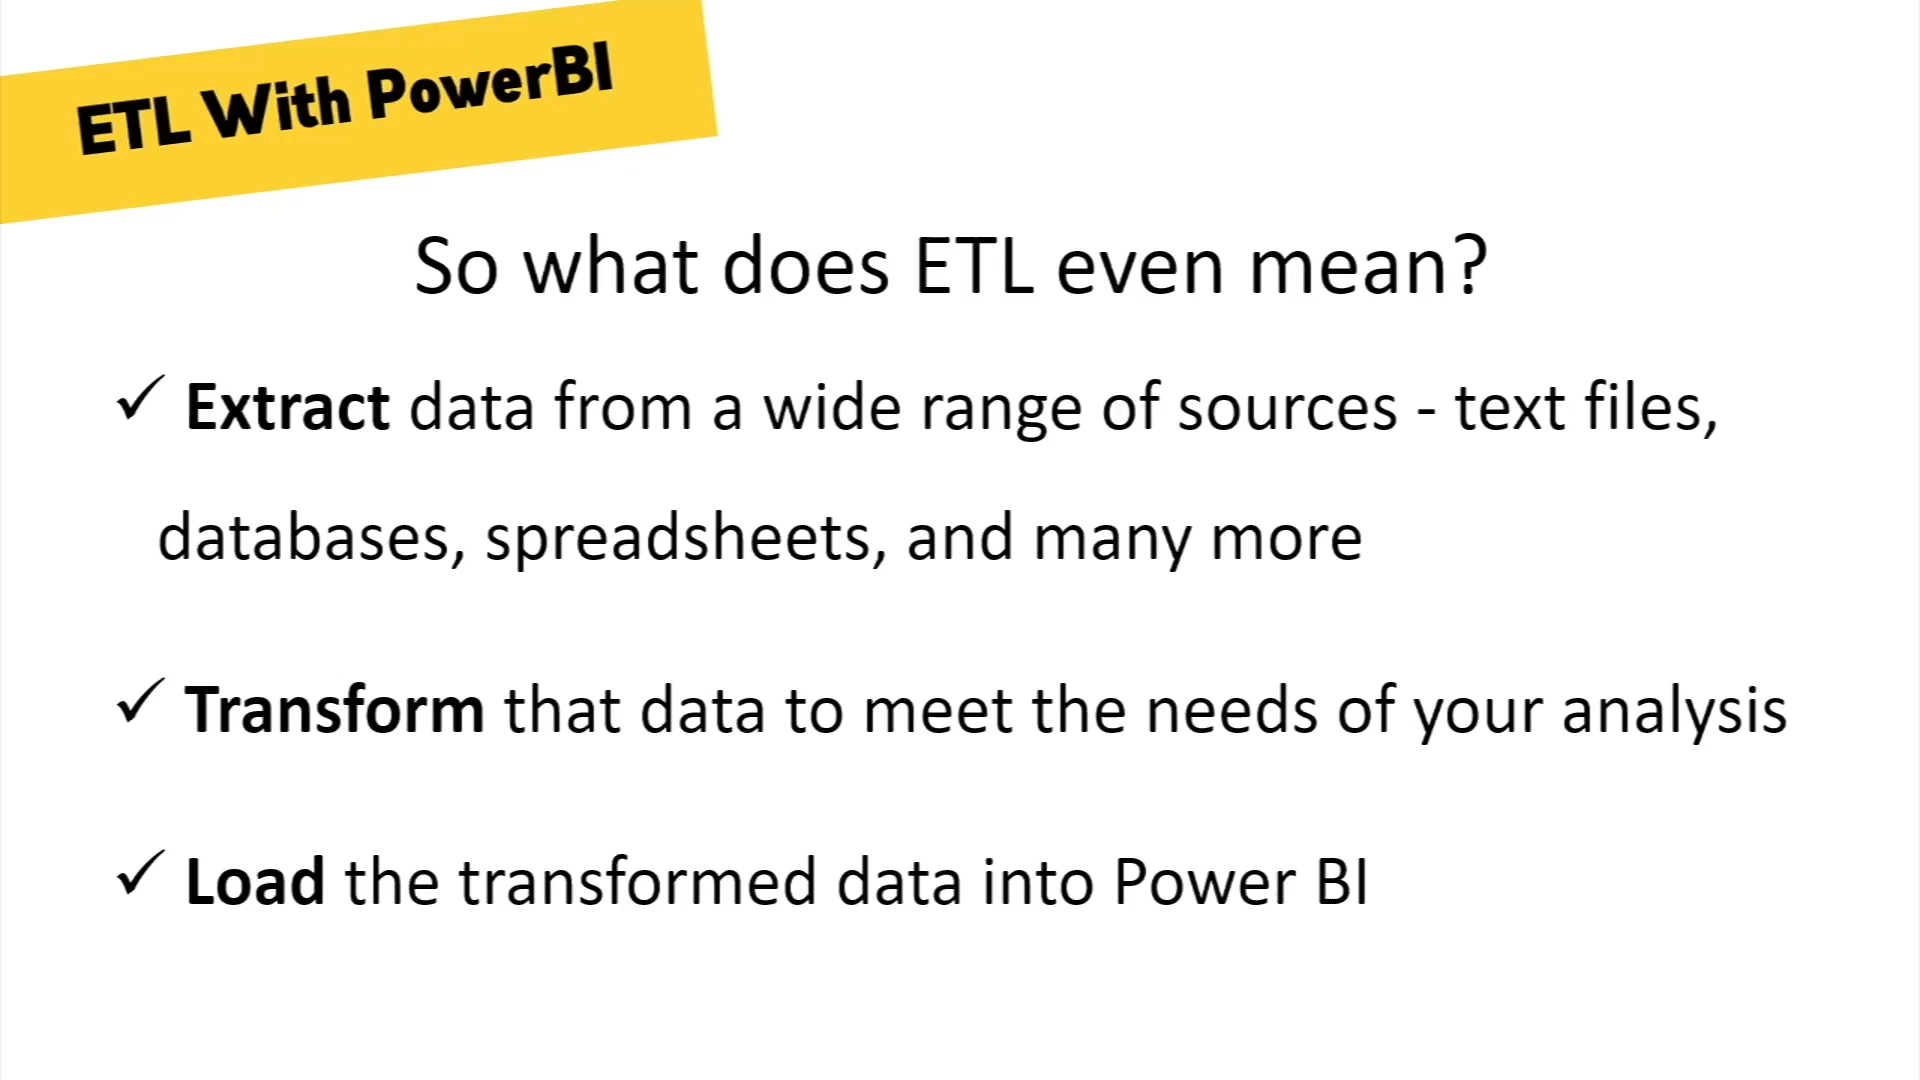 ETL With PowerBI
So what does ETL even mean?
✓ Extract data from a wide range of sources - text files,
databases, spreadsheets, and many more
✓ Transform that data to meet the needs of your analysis
✓ Load the transformed data into Power BI